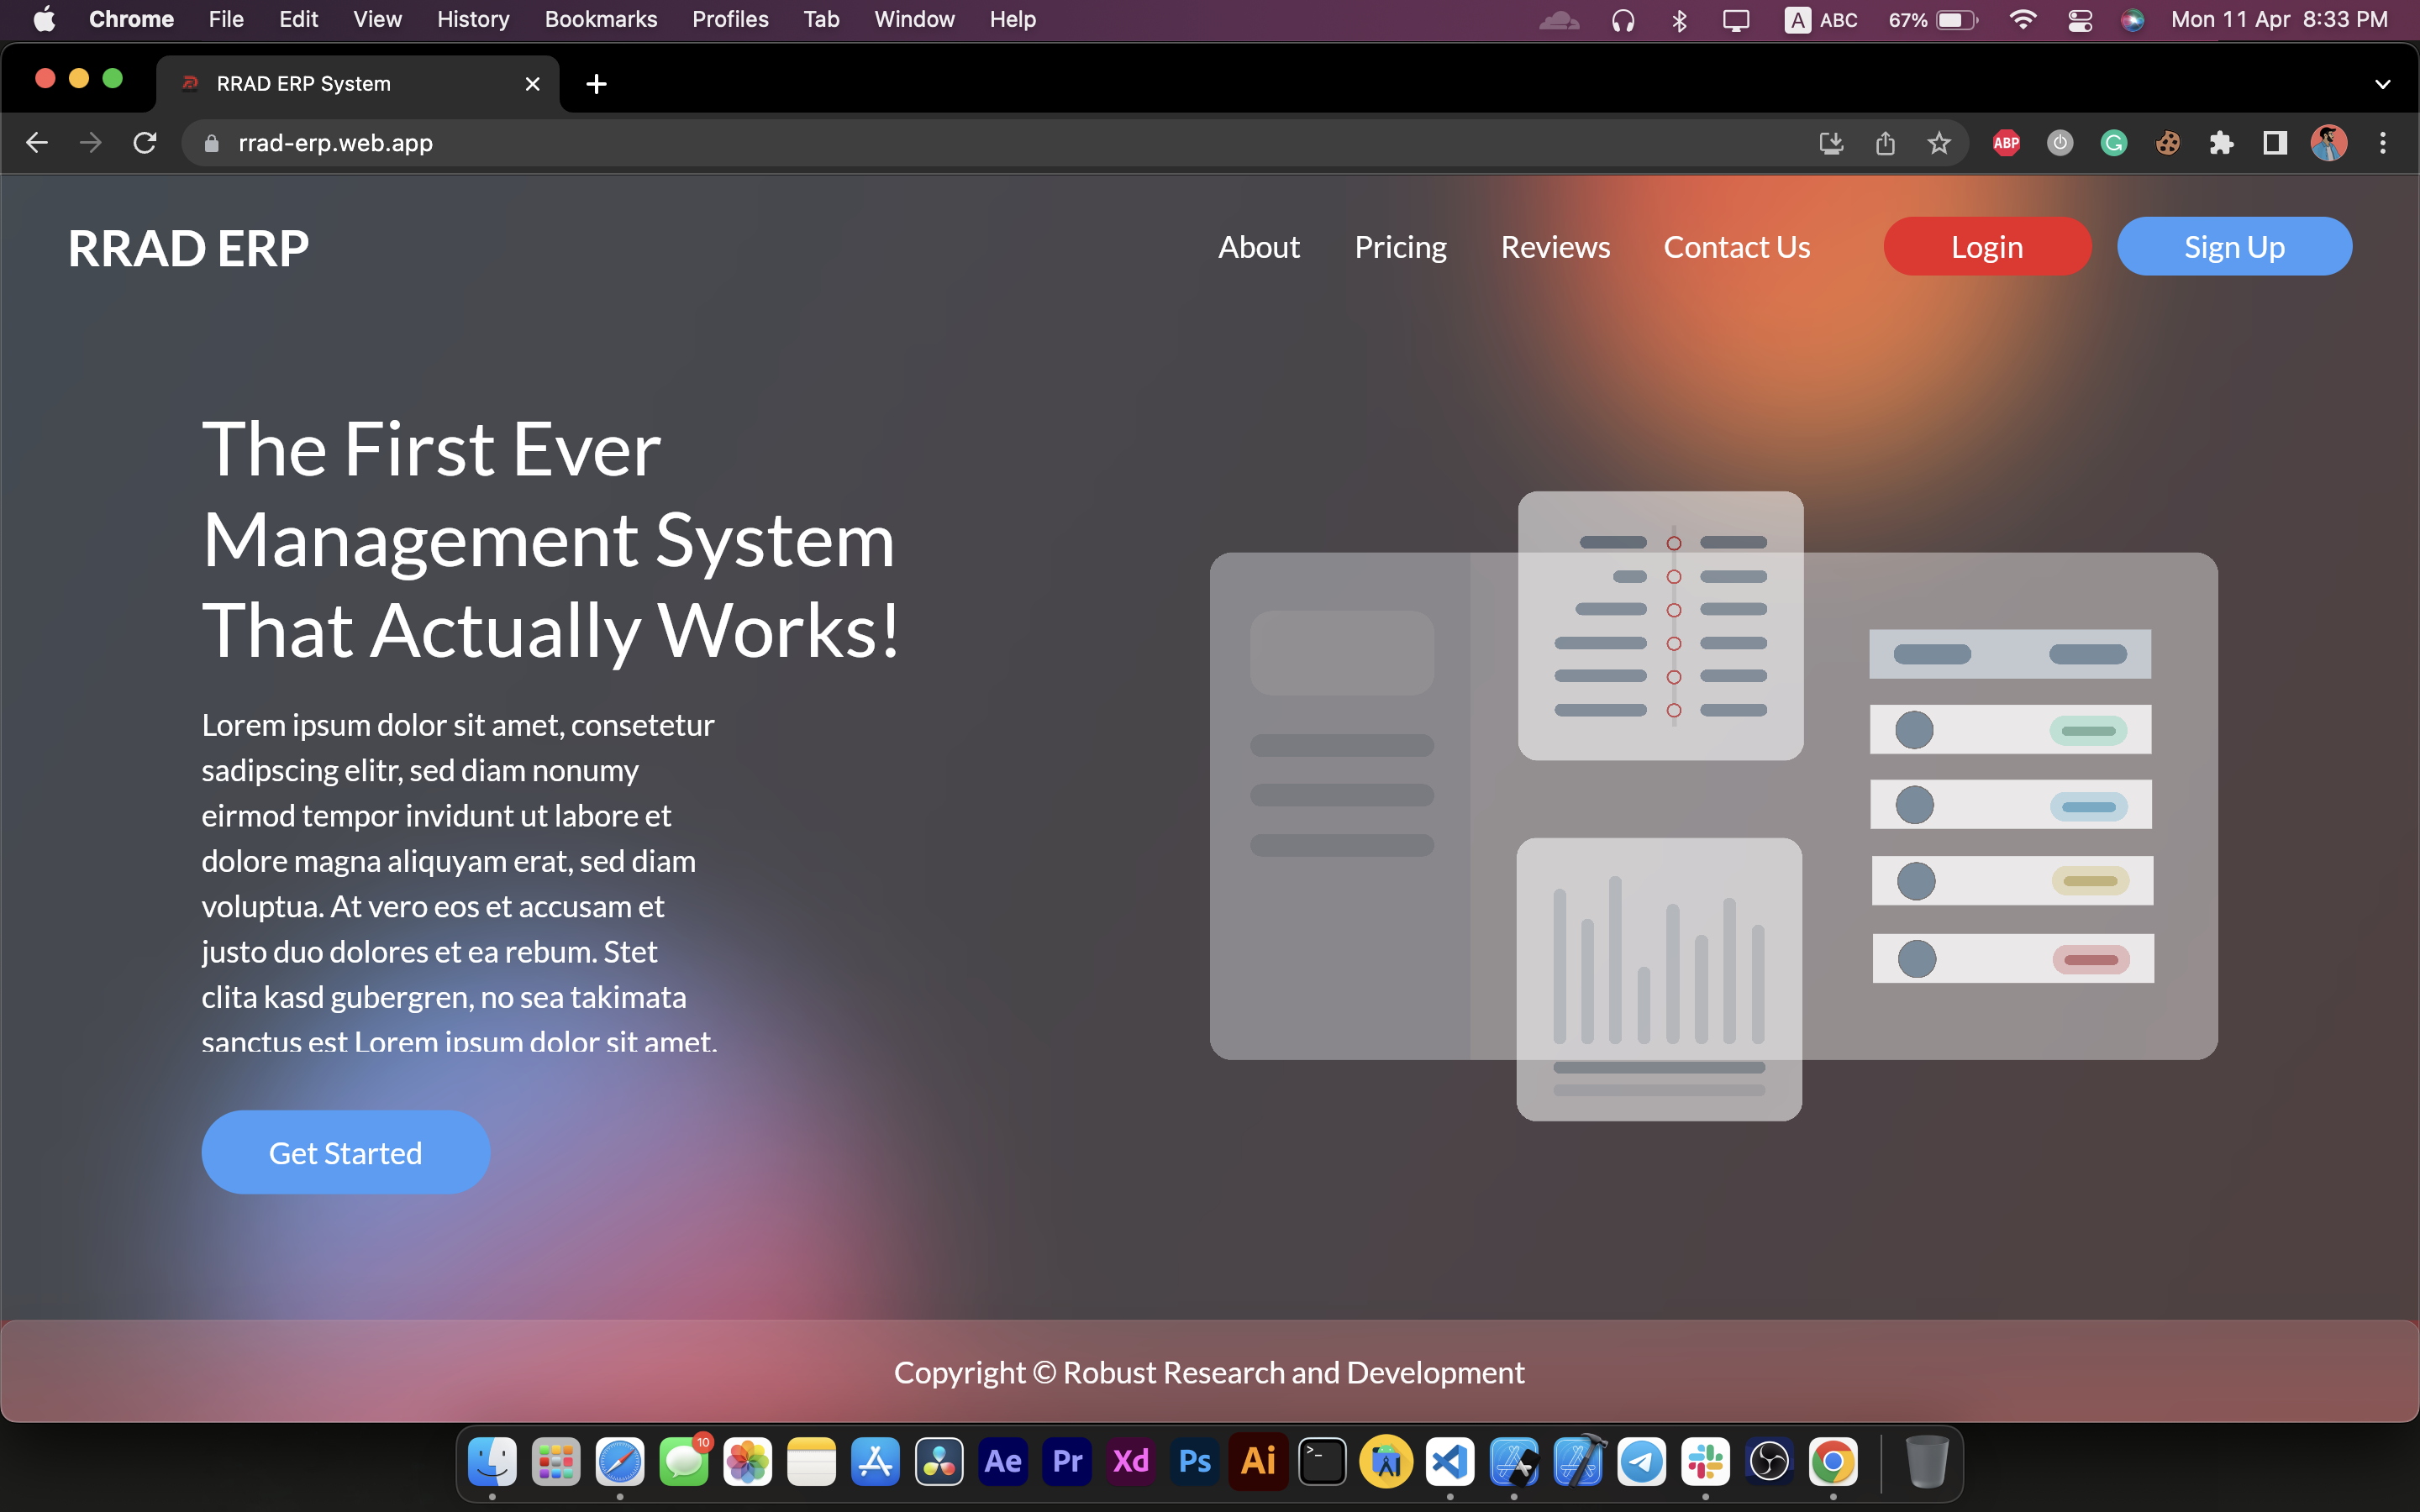 Chrome File Edit View History Bookmarks Profiles Tab Window Help A ABC 67% Mon 11 Apr 8:33 PM
RRAD ERP System
rrad-erp.web.app ABP
RRAD ERP About Pricing Reviews Contact Us Login Sign Up
The First Ever
Management System
That Actually Works!
Lorem ipsum dolor sit amet, consetetur
sadipscing elitr, sed diam nonumy
eirmod tempor invidunt ut labore et
dolore magna aliquyam erat, sed diam
voluptua. At vero eos et accusam et
justo duo dolores et ea rebum. Stet
clita kasd gubergren, no sea takimata
sanctus est Lorem ipsum dolor sit amet.
Get Started
Copyright © Robust Research and Development
10
Ae Pr Xd Ps Ai >_